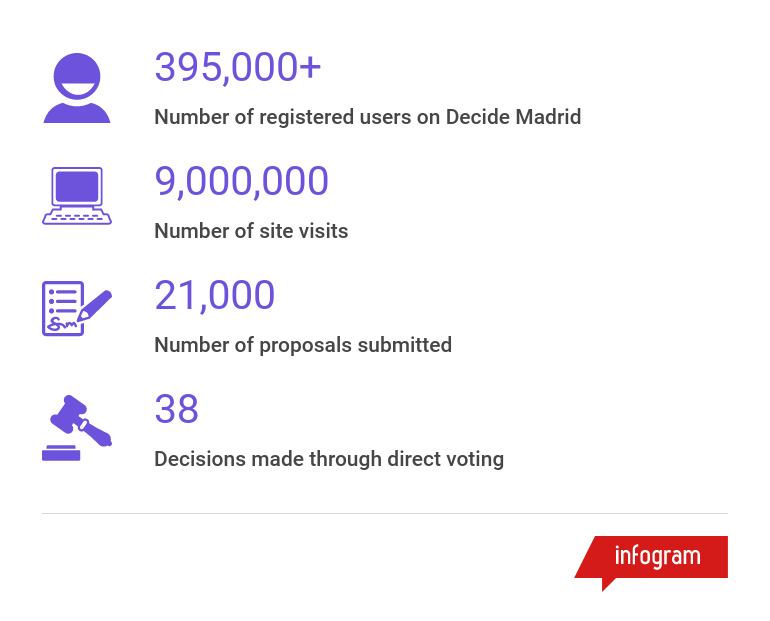 395,000+
Number of registered users on Decide Madrid
9,000,000
Number of site visits
21,000
Number of proposals submitted
38
Decisions made through direct voting
infogram